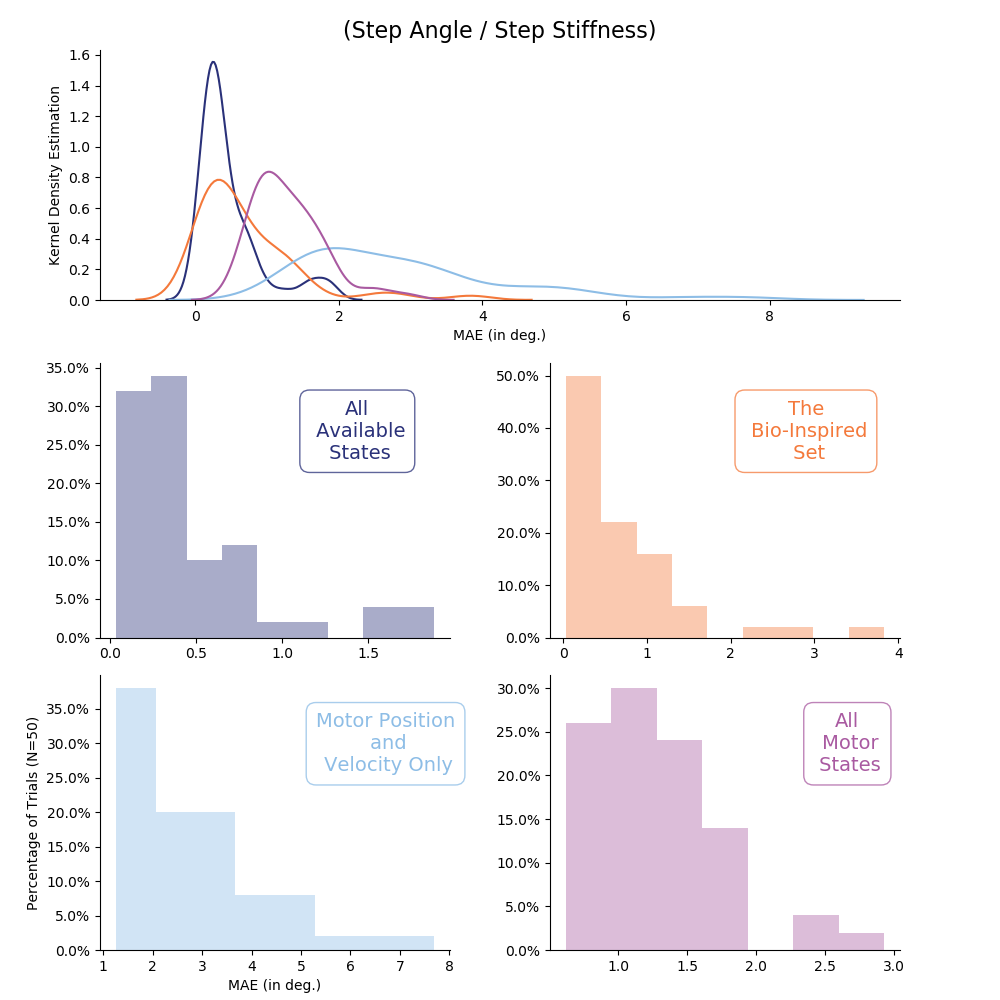 (Step Angle / Step Stiffness)
Kernel Density Estimation
1.6
1.4
1.2
1.0
0.8
0.6
0.4
0.2
0.0
0 2 4 6 8
MAE (in deg.)
35.0%
30.0%
25.0%
20.0%
15.0%
10.0%
5.0%
0.0%
0.0 0.5 1.0 1.5
All
Available
States
50.0%
40.0%
30.0%
20.0%
10.0%
0.0%
0 1 2 3 4
The
Bio-Inspired
Set
Percentage of Trials (N=50)
35.0%
30.0%
25.0%
20.0%
15.0%
10.0%
5.0%
0.0%
1 2 3 4 5 6 7 8
MAE (in deg.)
Motor Position
and
Velocity Only
30.0%
25.0%
20.0%
15.0%
10.0%
5.0%
0.0%
1.0 1.5 2.0 2.5 3.0
All
Motor
States